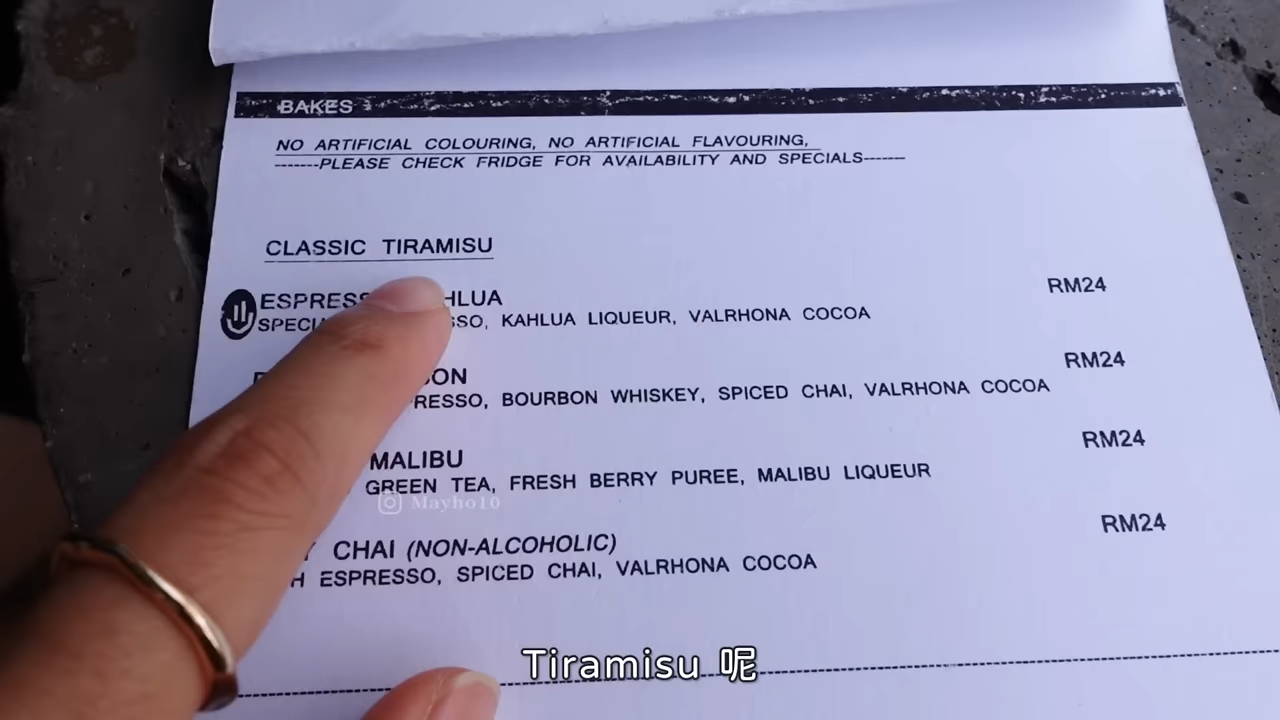 BAKES
NO ARTIFICIAL COLOURING, NO ARTIFICIAL FLAVOURING,
-------PLEASE CHECK FRIDGE FOR AVAILABILITY AND SPECIALS-------
CLASSIC TIRAMISU
HLUA RM24
SSO, KAHLUA LIQUEUR, VALRHONA COCOA
ON RM24
RESSO, BOURBON WHISKEY, SPICED CHAI, VALRHONA COCOA
MALIBU RM24
GREEN TEA, FRESH BERRY PUREE, MALIBU LIQUEUR
Mayho10
CHAI (NON-ALCOHOLIC) RM24
H ESPRESSO, SPICED CHAI, VALRHONA COCOA
Tiramisu 呢